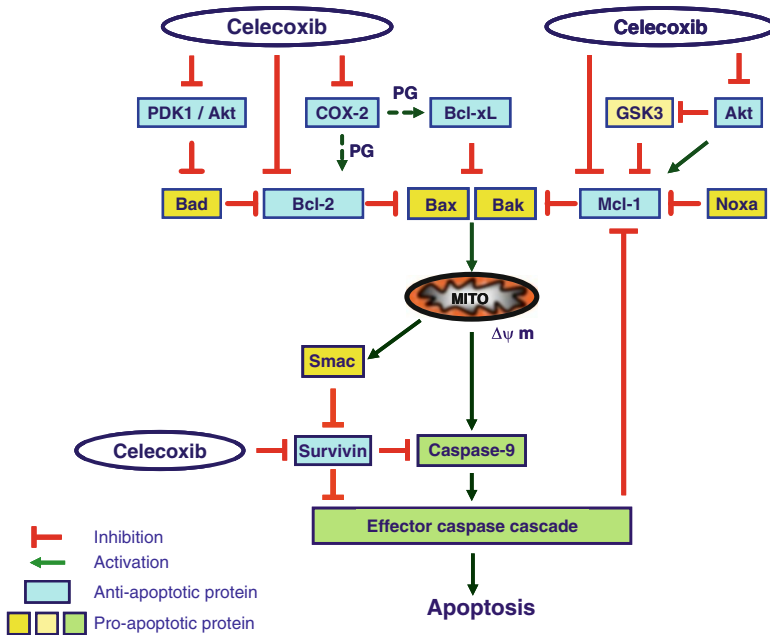 Celecoxib
Celecoxib
PDK1 / Akt
COX-2
PG
Bcl-xL
GSK3
Akt
PG
Bad
Bcl-2
Bax
Bak
Mcl-1
Noxa
MITO
Δψ m
Smac
Celecoxib
Survivin
Caspase-9
Effector caspase cascade
Inhibition
Activation
Anti-apoptotic protein
Pro-apoptotic protein
Apoptosis